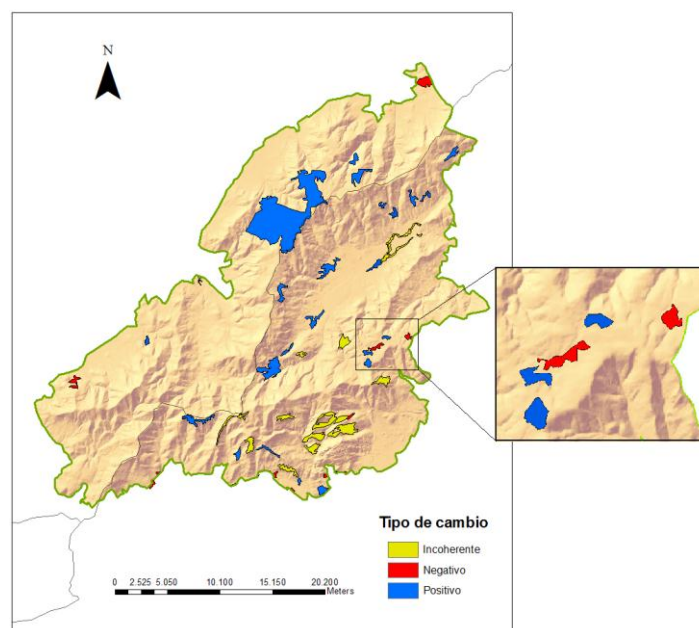 N
Tipo de cambio
Incoherente
Negativo
Positivo
0 2.525 5.050 10.100 15.150 20.200
Meters